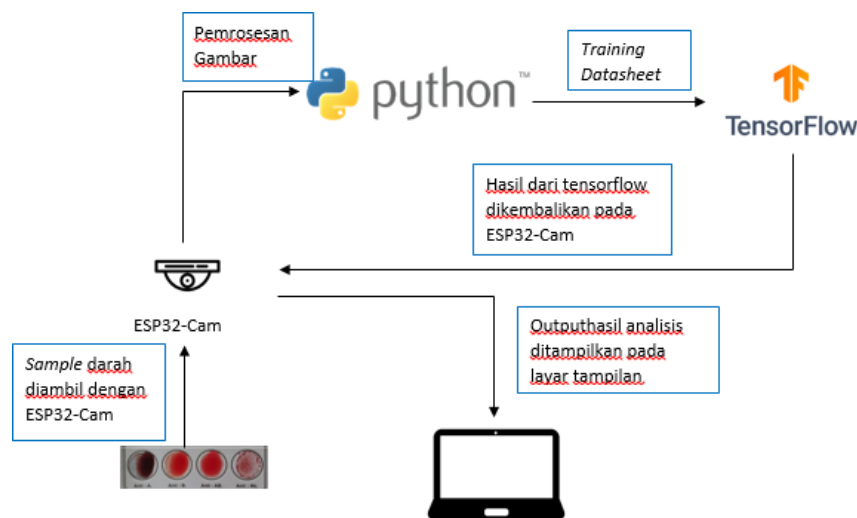 Pemrosesan
Gambar
python™
Training
Datasheet
TensorFlow
Hasil dari tensorflow
dikembalikan pada
ESP32-Cam
ESP32-Cam
Outputhasil analisis
ditampilkan pada
layar tampilan
Sample darah
diambil dengan
ESP32-Cam